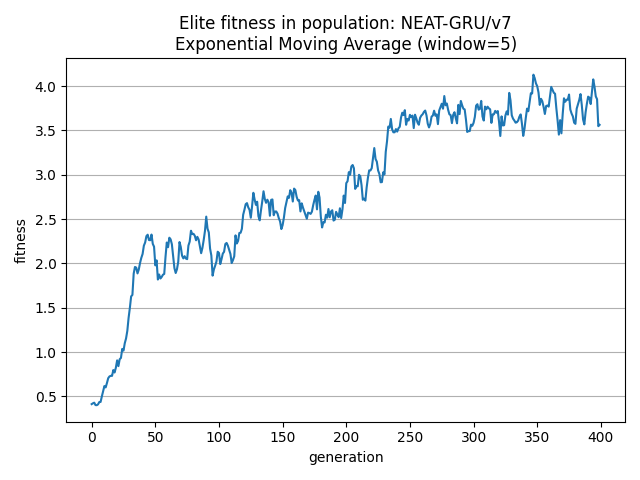 Elite fitness in population: NEAT-GRU/v7
Exponential Moving Average (window=5)
4.0
3.5
3.0
2.5
2.0
1.5
1.0
0.5
fitness
0 50 100 150 200 250 300 350 400
generation